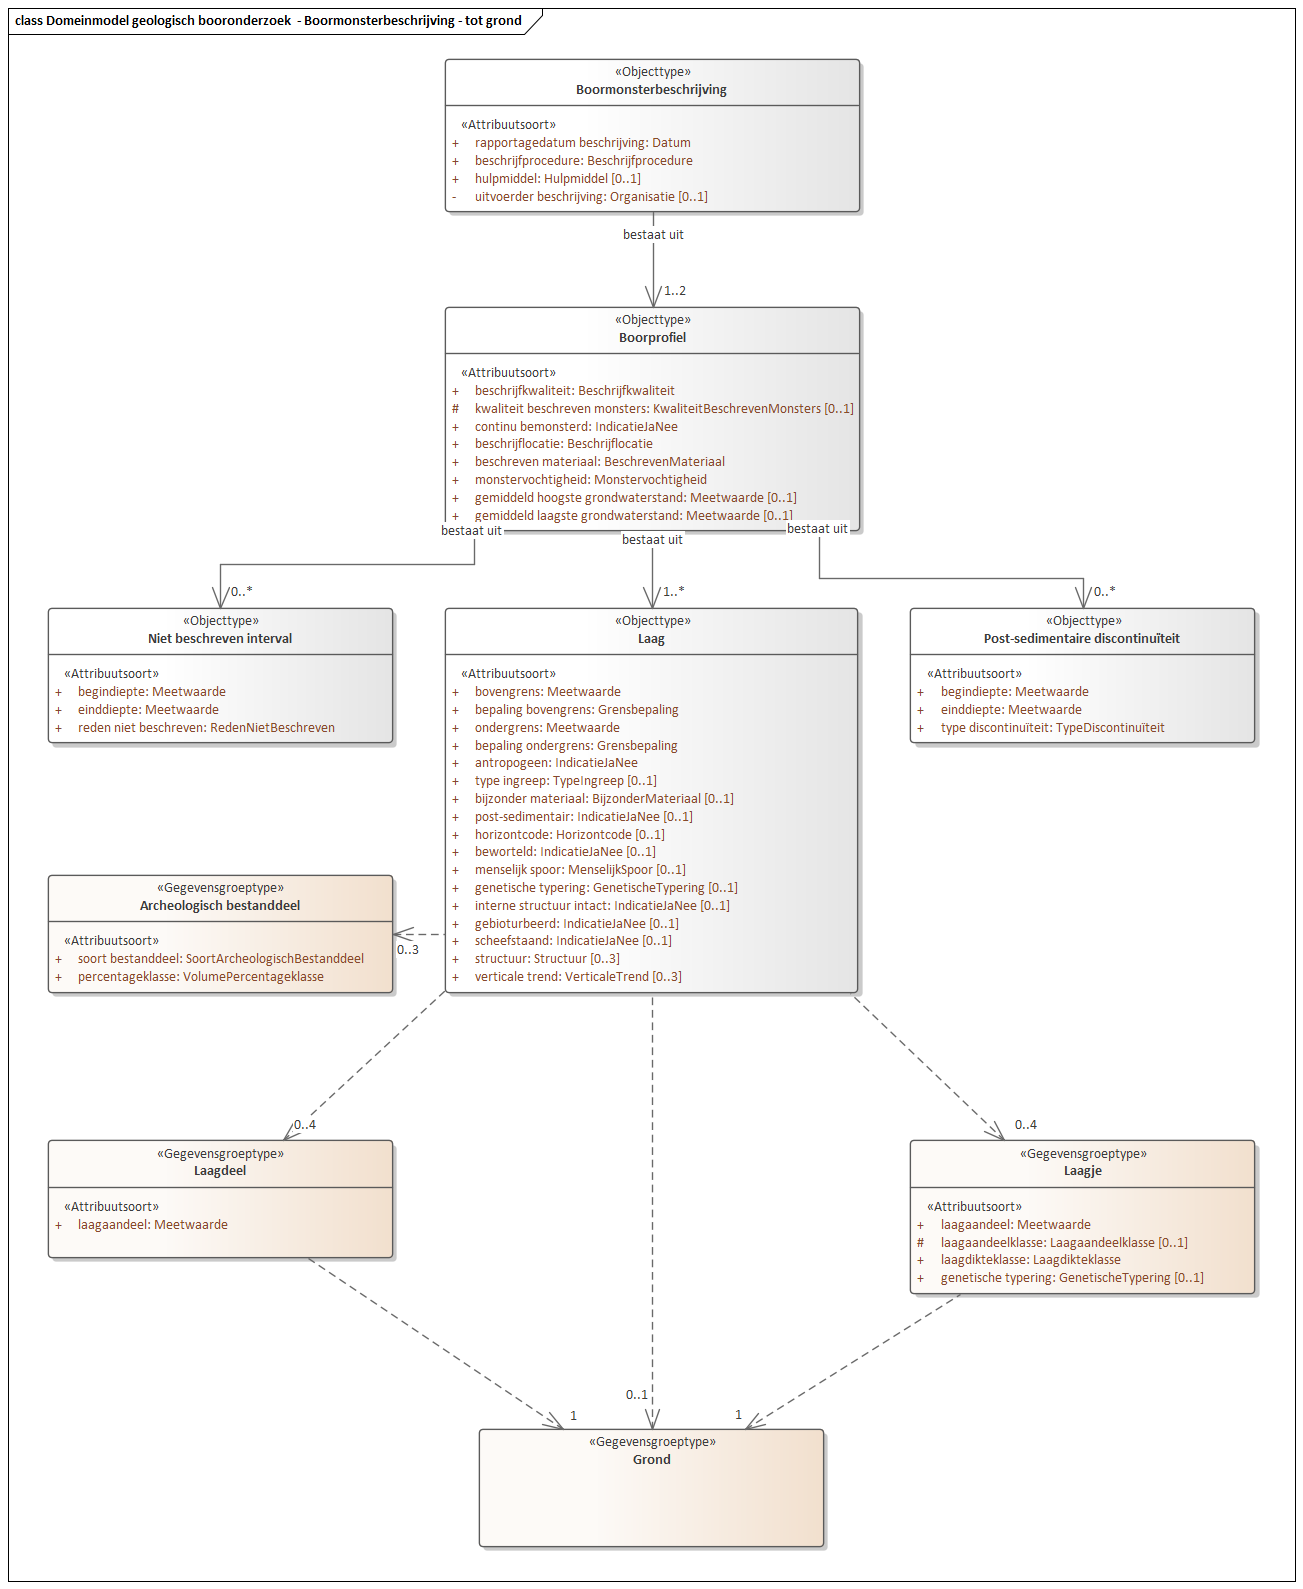 class Domeinmodel geologisch booronderzoek - Boormonsterbeschrijving - tot grond
«Objecttype»
Boormonsterbeschrijving
«Attribuutsoort»
+ rapportagedatum beschrijving: Datum
+ beschrijfprocedure: Beschrijfprocedure
+ hulpmiddel: Hulpmiddel [0..1]
- uitvoerder beschrijving: Organisatie [0..1]
bestaat uit
1..2
«Objecttype»
Boorprofiel
«Attribuutsoort»
+ beschrijfkwaliteit: Beschrijfkwaliteit
# kwaliteit beschreven monsters: KwaliteitBeschrevenMonsters [0..1]
+ continu bemonsterd: IndicatieJaNee
+ beschrijflocatie: Beschrijflocatie
+ beschreven materiaal: BeschrevenMateriaal
+ monstervochtigheid: Monstervochtigheid
+ gemiddeld hoogste grondwaterstand: Meetwaarde [0..1]
+ gemiddeld laagste grondwaterstand: Meetwaarde [0..1]
bestaat uit
bestaat uit
bestaat uit
0..*
1..*
0..*
«Objecttype»
Niet beschreven interval
«Attribuutsoort»
+ begindiepte: Meetwaarde
+ einddiepte: Meetwaarde
+ reden niet beschreven: RedenNietBeschreven
«Objecttype»
Laag
«Attribuutsoort»
+ bovengrens: Meetwaarde
+ bepaling bovengrens: Grensbepaling
+ ondergrens: Meetwaarde
+ bepaling ondergrens: Grensbepaling
+ antropogeen: IndicatieJaNee
+ type ingreep: TypeIngreep [0..1]
+ bijzonder materiaal: BijzonderMateriaal [0..1]
+ post-sedimentair: IndicatieJaNee [0..1]
+ horizontcode: Horizontcode [0..1]
+ beworteld: IndicatieJaNee [0..1]
+ menselijk spoor: MenselijkSpoor [0..1]
+ genetische typering: GenetischeTypering [0..1]
+ interne structuur intact: IndicatieJaNee [0..1]
+ gebioturbeerd: IndicatieJaNee [0..1]
+ scheefstaand: IndicatieJaNee [0..1]
+ structuur: Structuur [0..3]
+ verticale trend: VerticaleTrend [0..3]
«Objecttype»
Post-sedimentaire discontinuïteit
«Attribuutsoort»
+ begindiepte: Meetwaarde
+ einddiepte: Meetwaarde
+ type discontinuïteit: TypeDiscontinuïteit
«Gegevensgroeptype»
Archeologisch bestanddeel
«Attribuutsoort»
+ soort bestanddeel: SoortArcheologischBestanddeel
+ percentageklasse: VolumePercentageklasse
0..3
0..4
0..4
«Gegevensgroeptype»
Laagdeel
«Attribuutsoort»
+ laagaandeel: Meetwaarde
«Gegevensgroeptype»
Laagje
«Attribuutsoort»
+ laagaandeel: Meetwaarde
# laagaandeelklasse: Laagaandeelklasse [0..1]
+ laagdikteklasse: Laagdikteklasse
+ genetische typering: GenetischeTypering [0..1]
1
0..1
1
«Gegevensgroeptype»
Grond